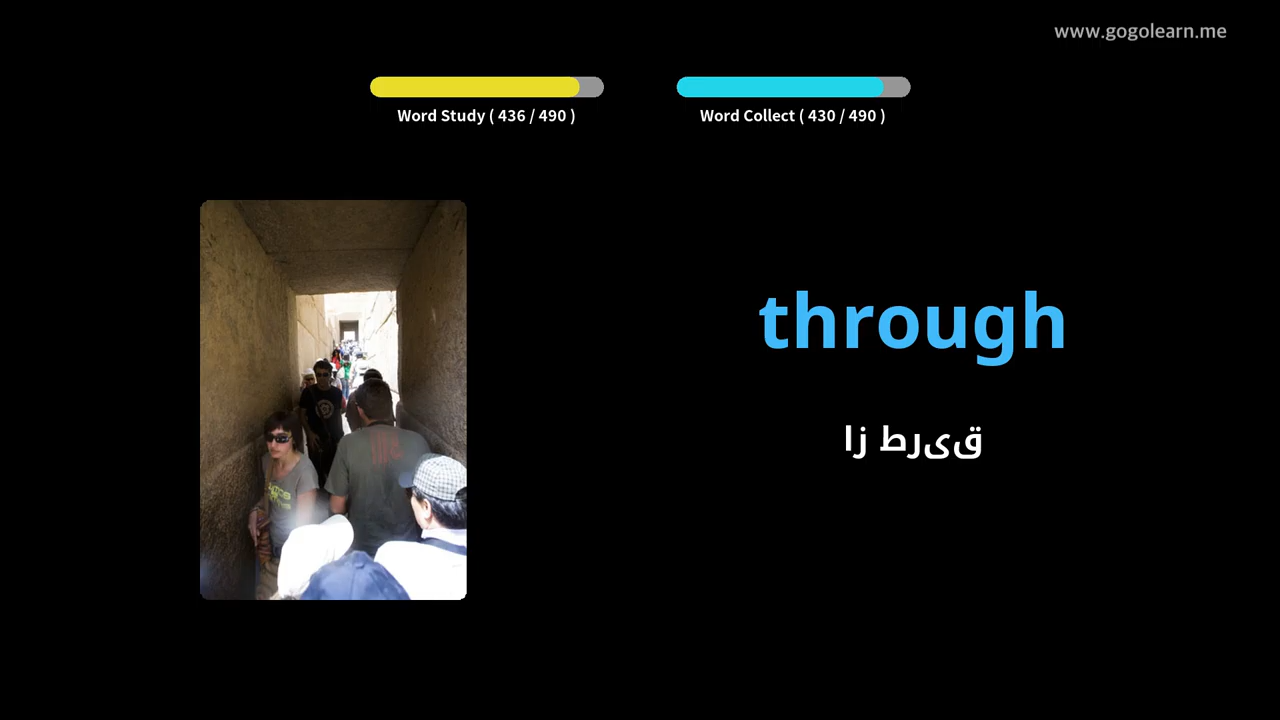 www.gogolearn.me
Word Study ( 436 / 490 )
Word Collect ( 430 / 490 )
through
از طریق